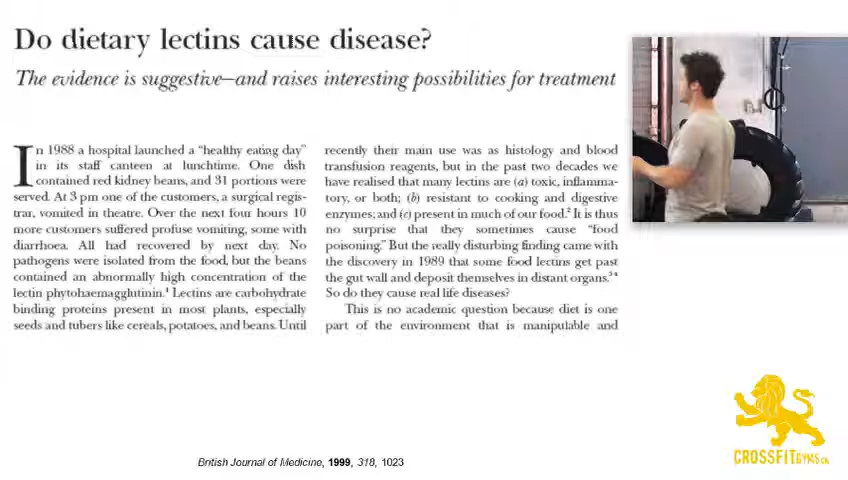 Do dietary lectins cause disease?
The evidence is suggestive—and raises interesting possibilities for treatment
In 1988 a hospital launched a “healthy eating day”
in its staff canteen at lunchtime. One dish
contained red kidney beans, and 31 portions were
served. At 3 pm one of the customers, a surgical regis-
trar, vomited in theatre. Over the next four hours 10
more customers suffered profuse vomiting, some with
diarrhoea. All had recovered by next day. No
pathogens were isolated from the food, but the beans
contained an abnormally high concentration of the
lectin phytohaemagglutinin.¹ Lectins are carbohydrate
binding proteins present in most plants, especially
seeds and tubers like cereals, potatoes, and beans. Until
recently their main use was as histology and blood
transfusion reagents, but in the past two decades we
have realised that many lectins are (a) toxic, inflamma-
tory, or both; (b) resistant to cooking and digestive
enzymes; and (c) present in much of our food.² It is thus
no surprise that they sometimes cause “food
poisoning.” But the really disturbing finding came with
the discovery in 1989 that some food lectins get past
the gut wall and deposit themselves in distant organs.³ ⁴
So do they cause real life diseases?
This is no academic question because diet is one
part of the environment that is manipulable and
British Journal of Medicine, 1999, 318, 1023
CROSSFITGYMS.CA